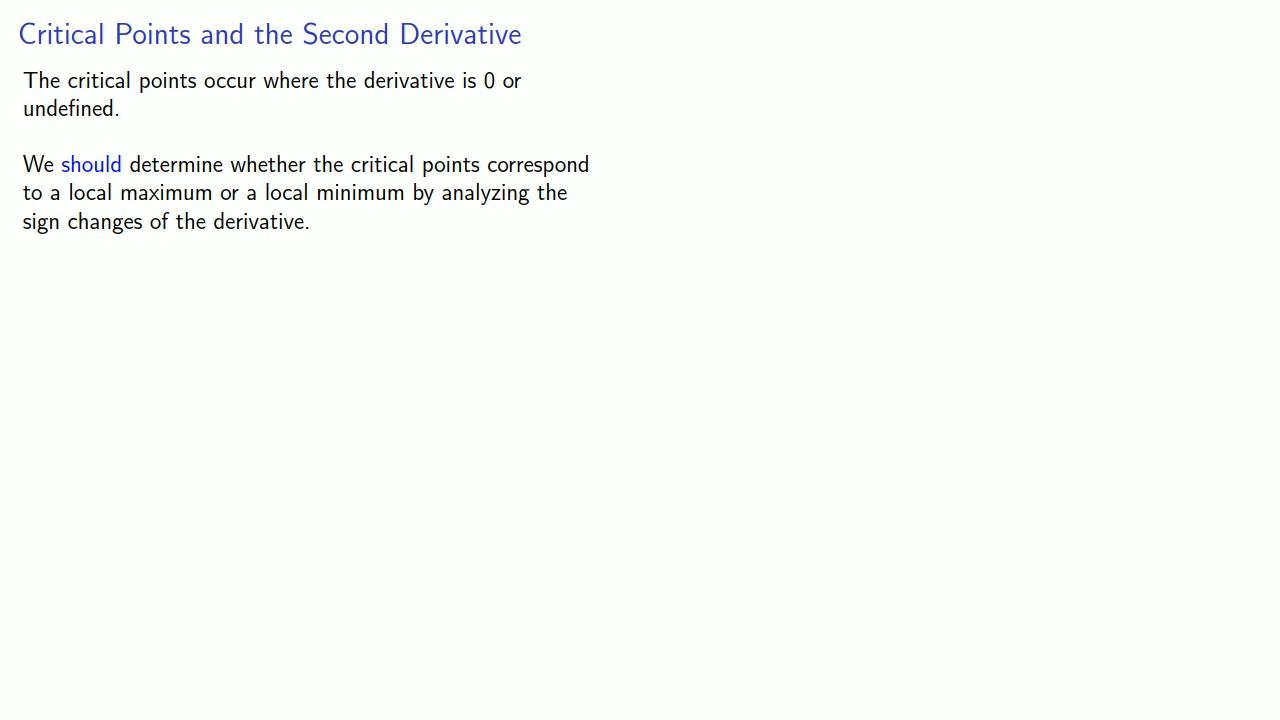 Critical Points and the Second Derivative
The critical points occur where the derivative is 0 or
undefined.
We should determine whether the critical points correspond
to a local maximum or a local minimum by analyzing the
sign changes of the derivative.